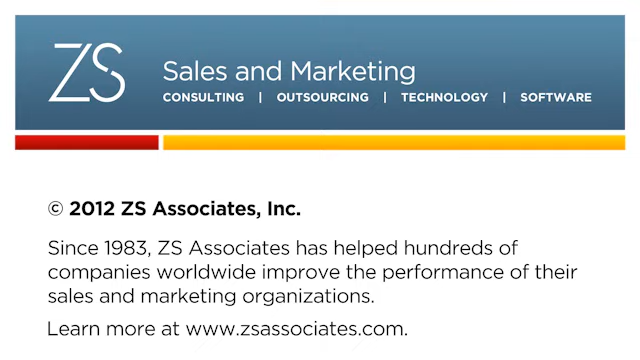 ZS
Sales and Marketing
CONSULTING | OUTSOURCING | TECHNOLOGY | SOFTWARE
© 2012 ZS Associates, Inc.
Since 1983, ZS Associates has helped hundreds of
companies worldwide improve the performance of their
sales and marketing organizations.
Learn more at www.zsassociates.com.